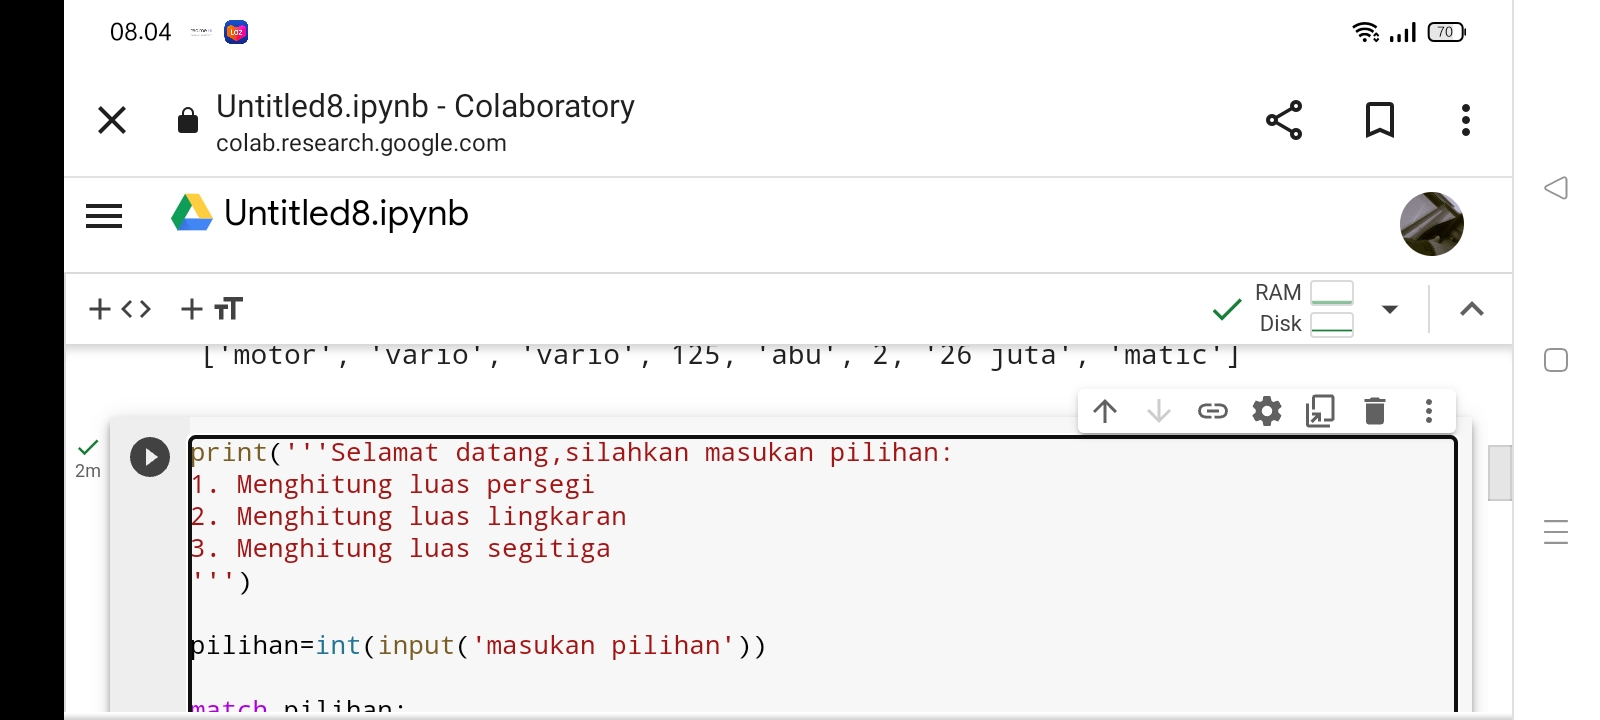 08.04
Laz
70
Untitled8.ipynb - Colaboratory
colab.research.google.com
Untitled8.ipynb
RAM
Disk
['motor', 'vario', 'vario', 125, 'abu', 2, '26 juta', 'matic']
2m
print('''Selamat datang,silahkan masukan pilihan:
1. Menghitung luas persegi
2. Menghitung luas lingkaran
3. Menghitung luas segitiga
''')
pilihan=int(input('masukan pilihan'))
match pilihan: